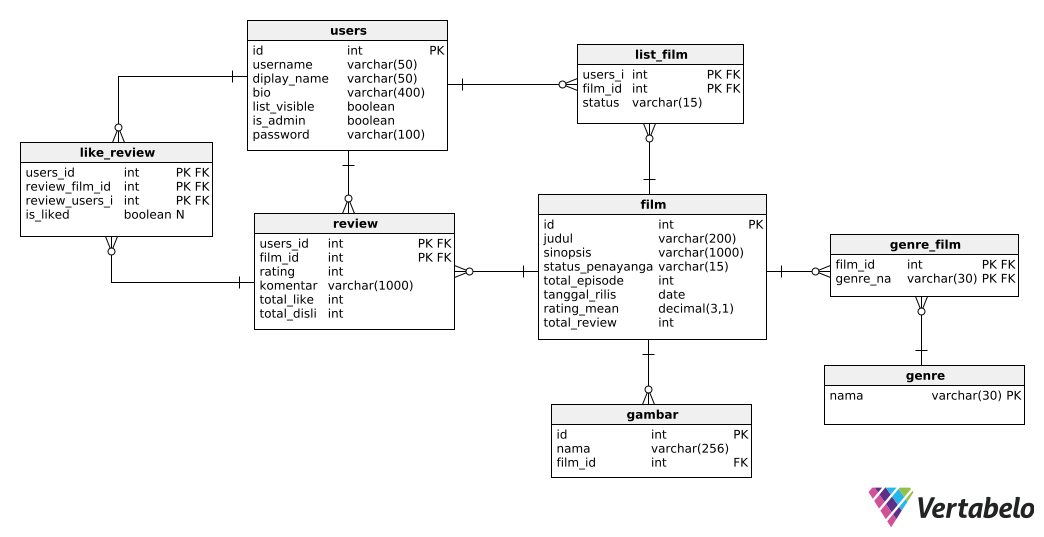 users
id int PK
username varchar(50)
diplay_name varchar(50)
bio varchar(400)
list_visible boolean
is_admin boolean
password varchar(100)
list_film
users_i int PK FK
film_id int PK FK
status varchar(15)
like_review
users_id int PK FK
review_film_id int PK FK
review_users_i int PK FK
is_liked boolean N
review
users_id int PK FK
film_id int PK FK
rating int
komentar varchar(1000)
total_like int
total_disli int
film
id int PK
judul varchar(200)
sinopsis varchar(1000)
status_penayanga varchar(15)
total_episode int
tanggal_rilis date
rating_mean decimal(3,1)
total_review int
genre_film
film_id int PK FK
genre_na varchar(30) PK FK
genre
nama varchar(30) PK
gambar
id int PK
nama varchar(256)
film_id int FK
Vertabelo